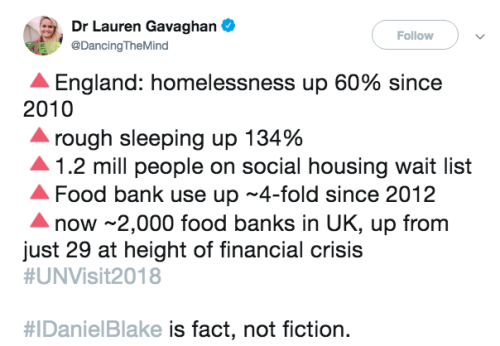 Dr Lauren Gavaghan
@DancingTheMind
Follow
🔺England: homelessness up 60% since
2010
🔺rough sleeping up 134%
🔺1.2 mill people on social housing wait list
🔺Food bank use up ~4-fold since 2012
🔺now ~2,000 food banks in UK, up from
just 29 at height of financial crisis
#UNVisit2018
#IDanielBlake is fact, not fiction.